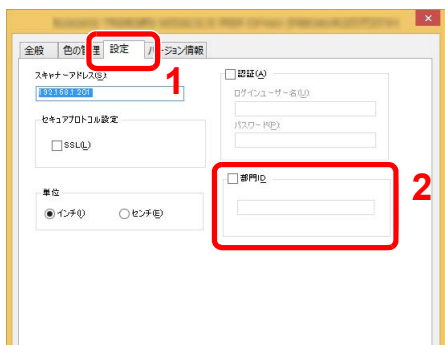 全般 色の管理 設定 バージョン情報
1
スキャナーアドレス(S):
192.168.1.201
セキュアプロトコル設定
SSL(L)
単位
インチ(I) センチ(E)
認証(A)
ログインユーザー名(U):
パスワード(P):
部門ID
2